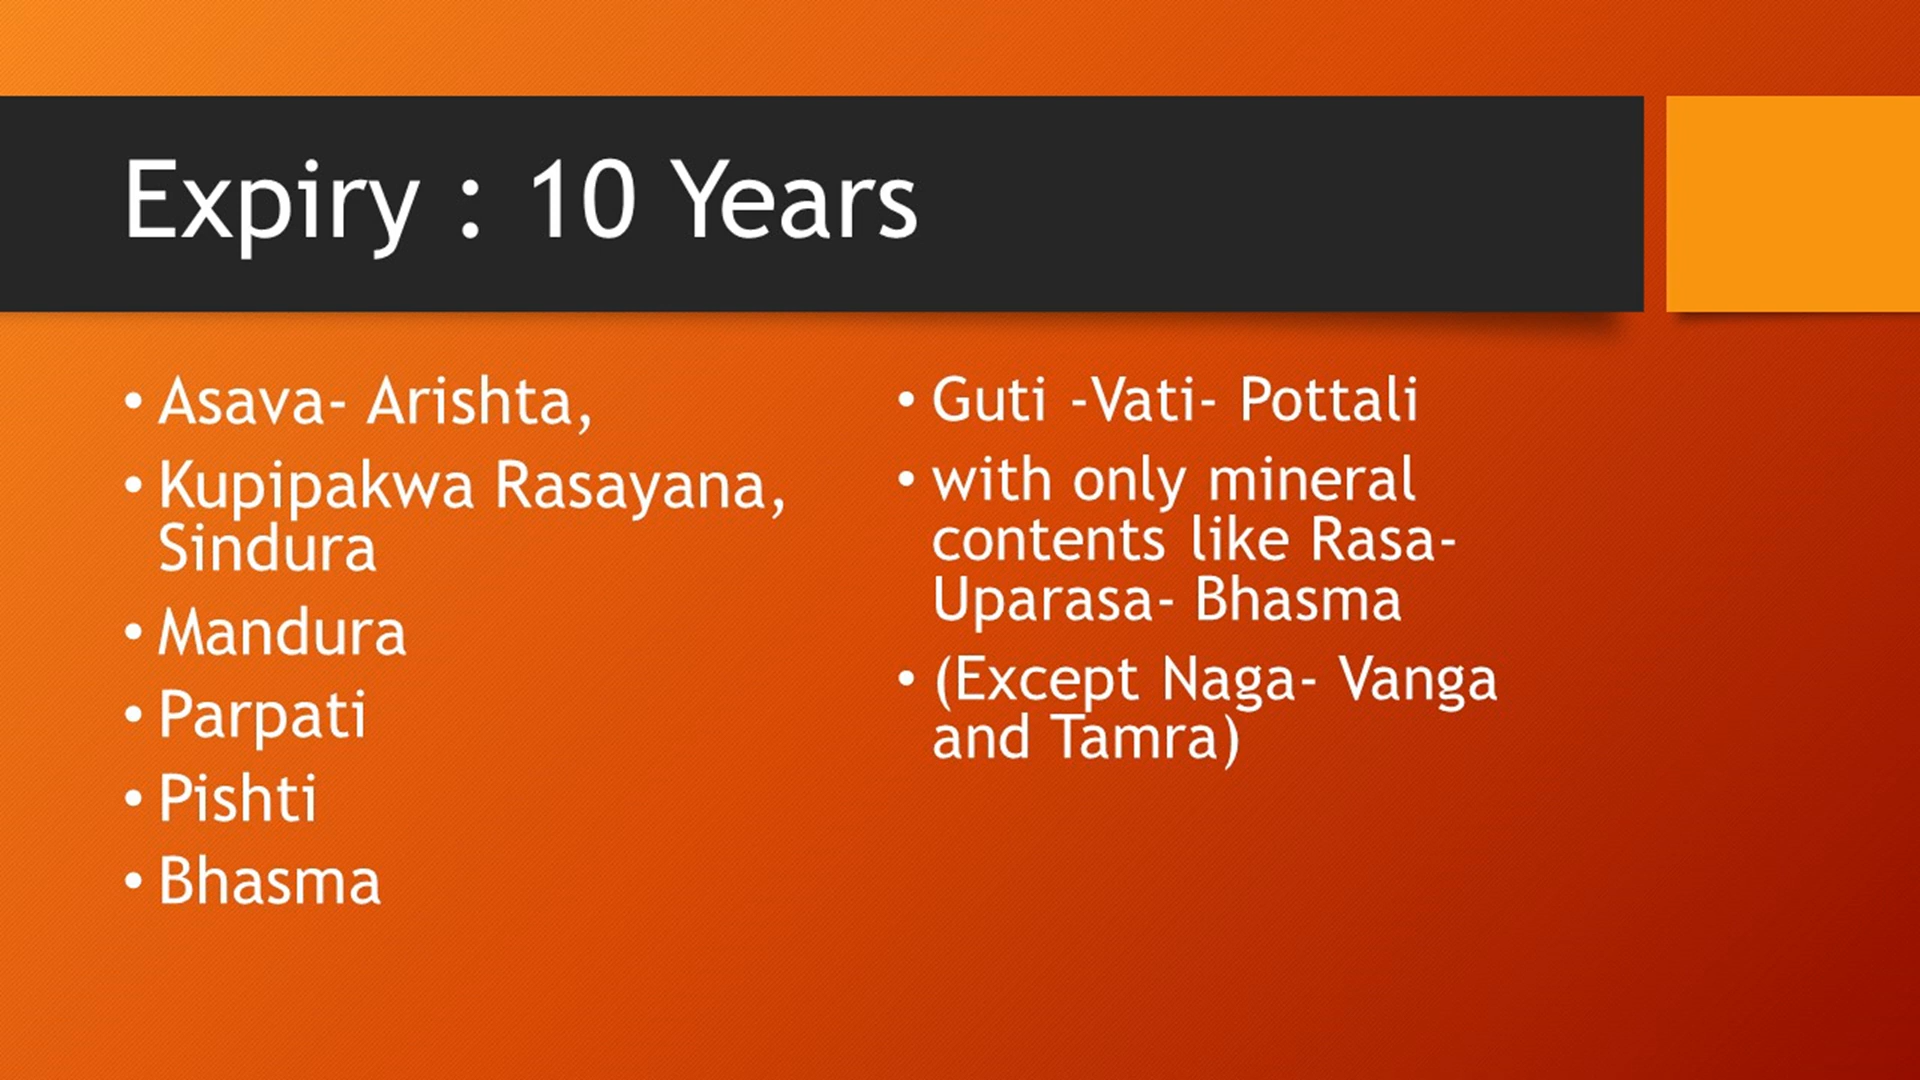 Expiry : 10 Years
• Asava- Arishta,
• Kupipakwa Rasayana,
Sindura
• Mandura
• Parpati
• Pishti
• Bhasma
• Guti -Vati- Pottali
• with only mineral
contents like Rasa-
Uparasa- Bhasma
• (Except Naga- Vanga
and Tamra)